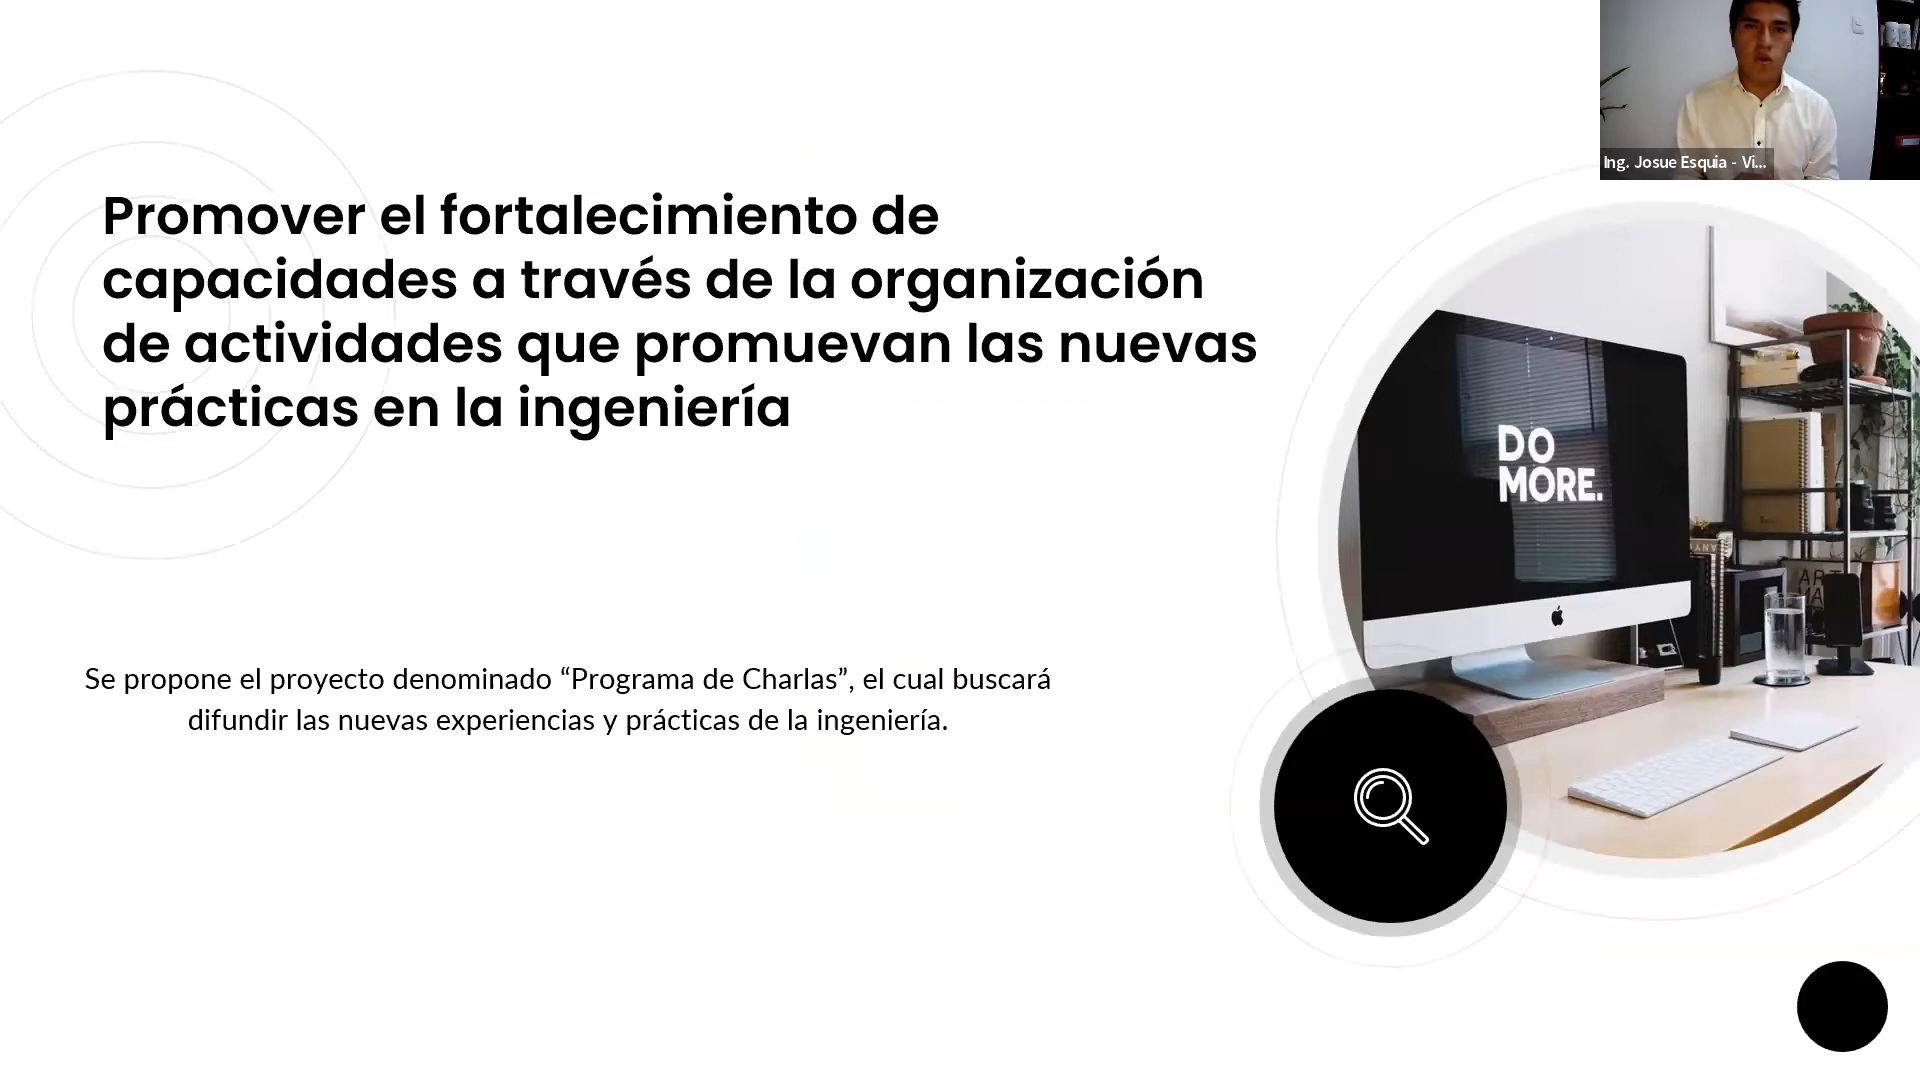 Ing. Josue Esquia - Vi...
Promover el fortalecimiento de
capacidades a través de la organización
de actividades que promuevan las nuevas
prácticas en la ingeniería
DO
MORE.
Se propone el proyecto denominado “Programa de Charlas”, el cual buscará
difundir las nuevas experiencias y prácticas de la ingeniería.